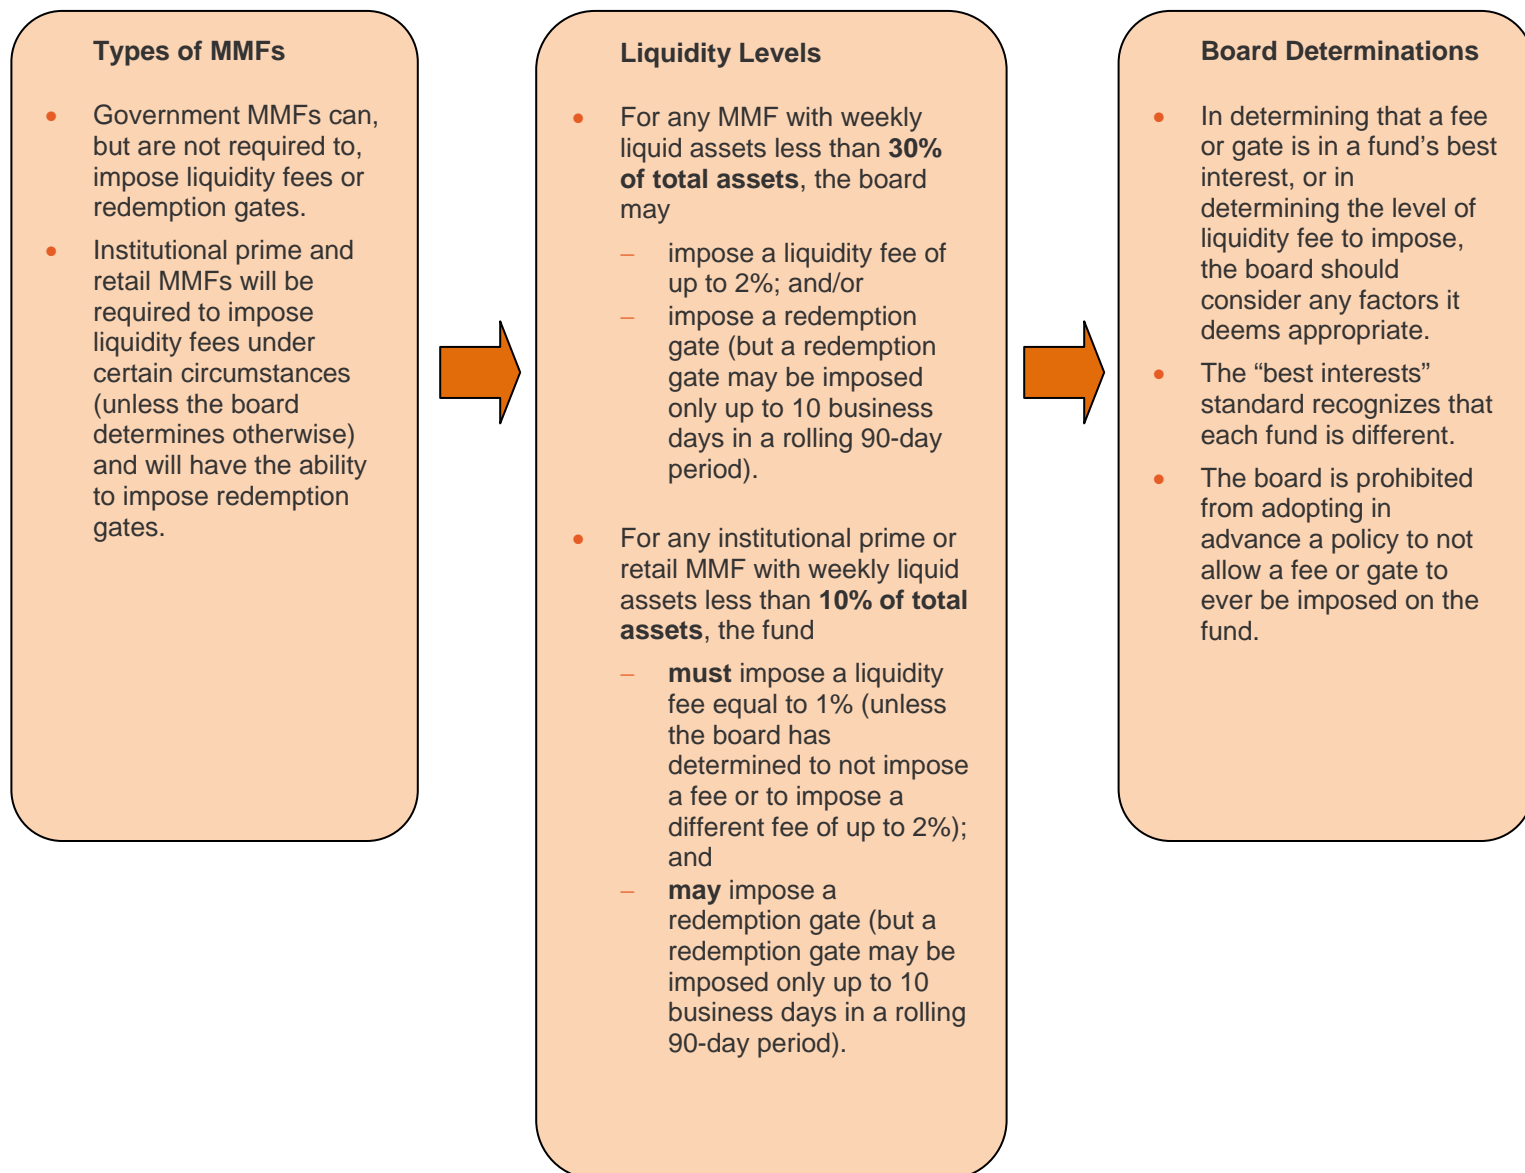 Types of MMFs
• Government MMFs can,
but are not required to,
impose liquidity fees or
redemption gates.
• Institutional prime and
retail MMFs will be
required to impose
liquidity fees under
certain circumstances
(unless the board
determines otherwise)
and will have the ability
to impose redemption
gates.
Liquidity Levels
• For any MMF with weekly
liquid assets less than 30%
of total assets, the board
may
– impose a liquidity fee of
up to 2%; and/or
– impose a redemption
gate (but a redemption
gate may be imposed
only up to 10 business
days in a rolling 90-day
period).
• For any institutional prime or
retail MMF with weekly liquid
assets less than 10% of total
assets, the fund
– must impose a liquidity
fee equal to 1% (unless
the board has
determined to not impose
a fee or to impose a
different fee of up to 2%);
and
– may impose a
redemption gate (but a
redemption gate may be
imposed only up to 10
business days in a rolling
90-day period).
Board Determinations
• In determining that a fee
or gate is in a fund’s best
interest, or in
determining the level of
liquidity fee to impose,
the board should
consider any factors it
deems appropriate.
• The “best interests”
standard recognizes that
each fund is different.
• The board is prohibited
from adopting in
advance a policy to not
allow a fee or gate to
ever be imposed on the
fund.